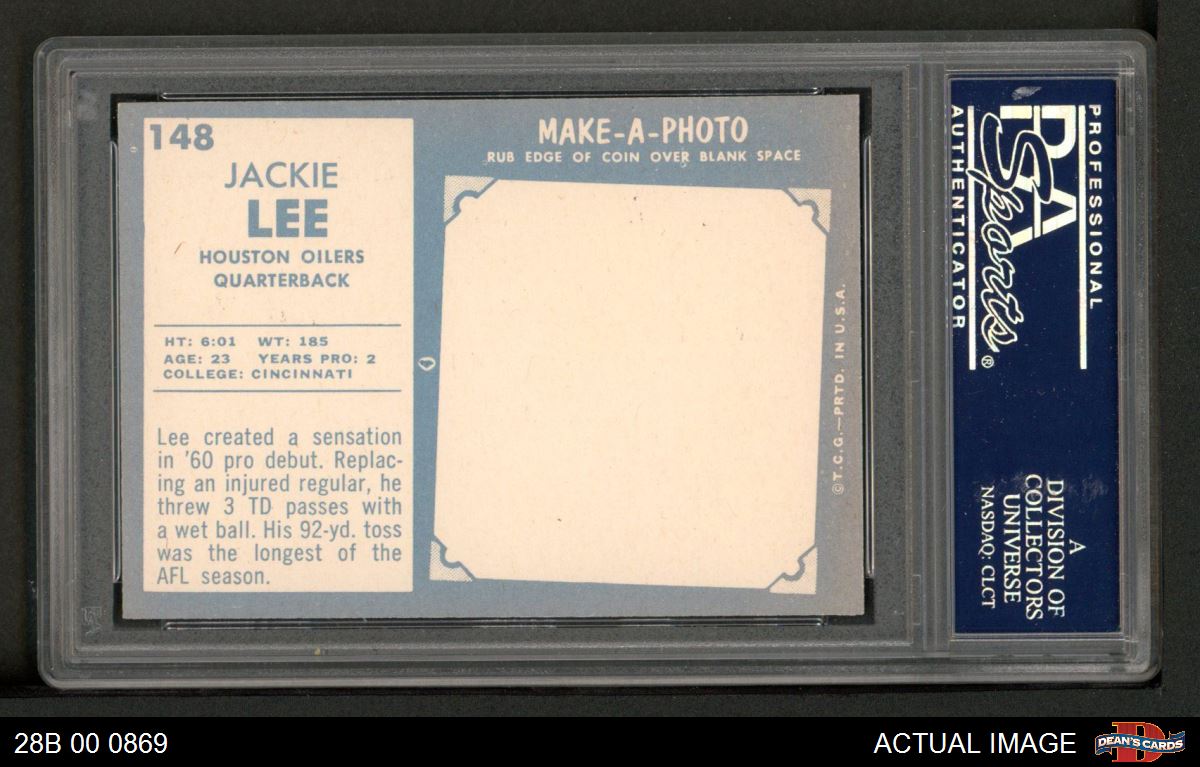 148
JACKIE
LEE
HOUSTON OILERS
QUARTERBACK
HT: 6:01 WT: 185
AGE: 23 YEARS PRO: 2
COLLEGE: CINCINNATI
Lee created a sensation
in '60 pro debut. Replac-
ing an injured regular, he
threw 3 TD passes with
a wet ball. His 92-yd. toss
was the longest of the
AFL season.
MAKE-A-PHOTO
RUB EDGE OF COIN OVER BLANK SPACE
©T.C.G.—PRTD. IN U.S.A.
PROFESSIONAL
PSA
Sports®
AUTHENTICATOR
A
DIVISION OF
COLLECTORS
UNIVERSE
NASDAQ: CLCT
28B 00 0869
ACTUAL IMAGE
D
DEAN'S CARDS